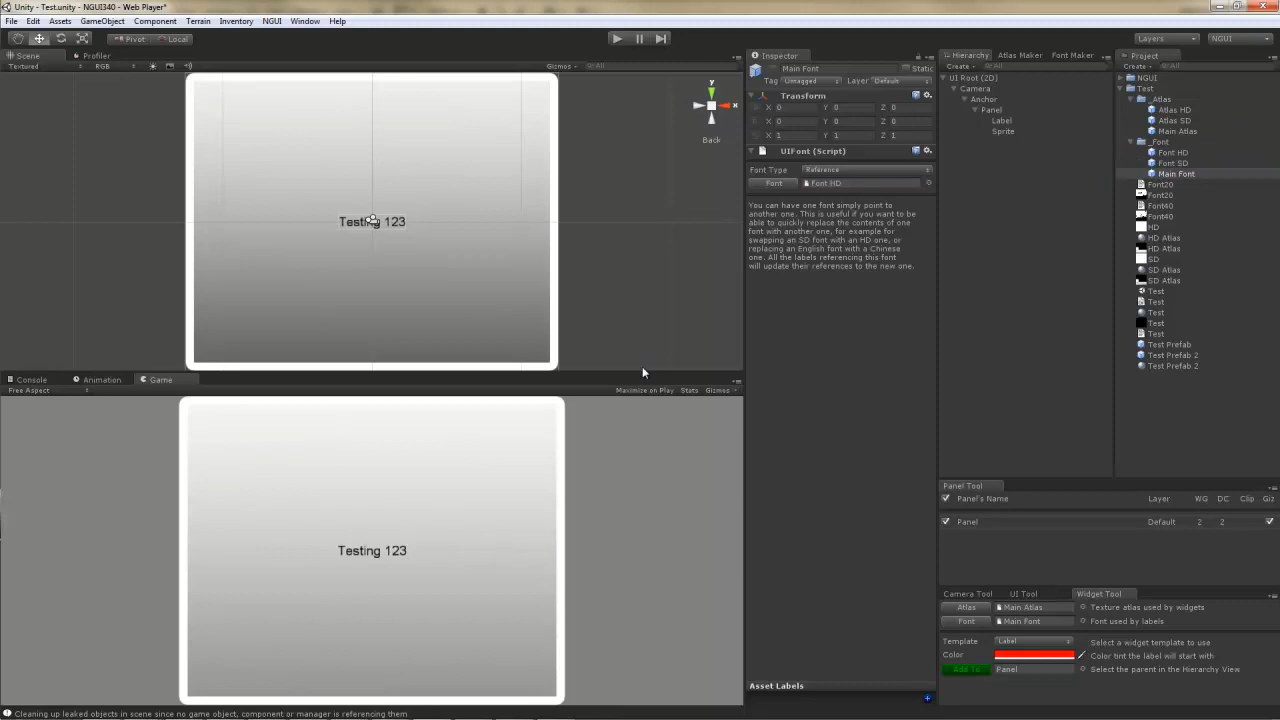 Unity - Test.unity - NGUI340 - Web Player*
File Edit Assets GameObject Component Terrain Inventory NGUI Window Help
Pivot Local
Layers NGUI
Scene Profiler
Textured RGB Gizmos All
y
x
Back
Testing 123
Console Animation Game
Free Aspect Maximize on Play Stats Gizmos
Testing 123
Cleaning up leaked objects in scene since no game object, component or manager is referencing them
Inspector
Main Font Static
Tag Untagged Layer Default
Transform
X 0 Y 0 Z 0
X 0 Y 0 Z 0
X 1 Y 1 Z 1
UIFont (Script)
Font Type Reference
Font Font HD
You can have one font simply point to
another one. This is useful if you want to be
able to quickly replace the contents of one
font with another one, for example for
swapping an SD font with an HD one, or
replacing an English font with a Chinese
one. All the labels referencing this font
will update their references to the new one.
Asset Labels
Hierarchy Atlas Maker Font Maker
Create All
UI Root (2D)
Camera
Anchor
Panel
Label
Sprite
Project
Create All
NGUI
Test
_Atlas
Atlas HD
Atlas SD
Main Atlas
_Font
Font HD
Font SD
Main Font
Font20
Font20
Font40
Font40
HD
HD Atlas
HD Atlas
SD
SD Atlas
SD Atlas
Test
Test
Test
Test
Test
Test Prefab
Test Prefab 2
Test Prefab 2
Panel Tool
Panel's Name Layer WG DC Clip Giz
Panel Default 2 2
Camera Tool UI Tool Widget Tool
Atlas Main Atlas Texture atlas used by widgets
Font Main Font Font used by labels
Template Label Select a widget template to use
Color Color tint the label will start with
Add To Panel Select the parent in the Hierarchy View